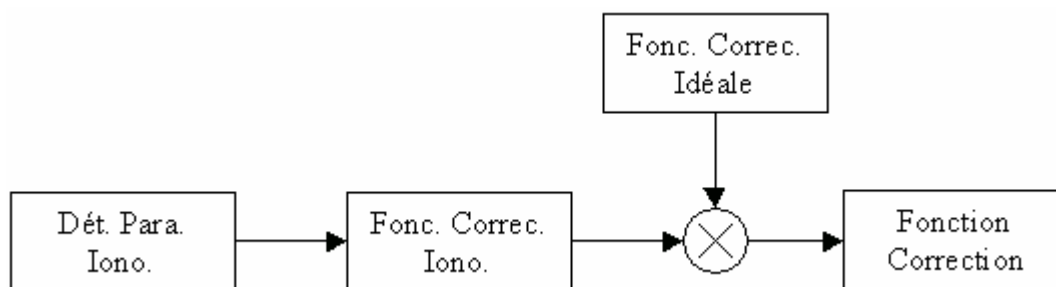 Fonc. Correc.
Idéale
Dét. Para.
Iono.
Fonc. Correc.
Iono.
Fonction
Correction